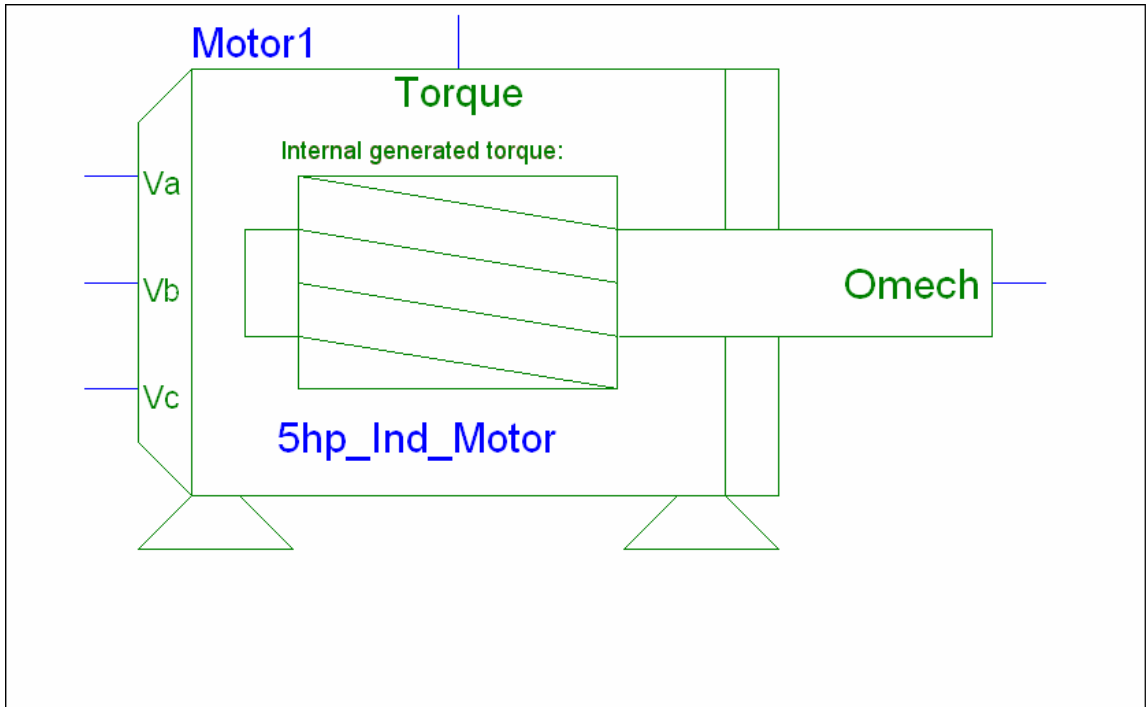 Motor1
Torque
Internal generated torque:
Va
Vb
Omech
Vc
5hp_Ind_Motor